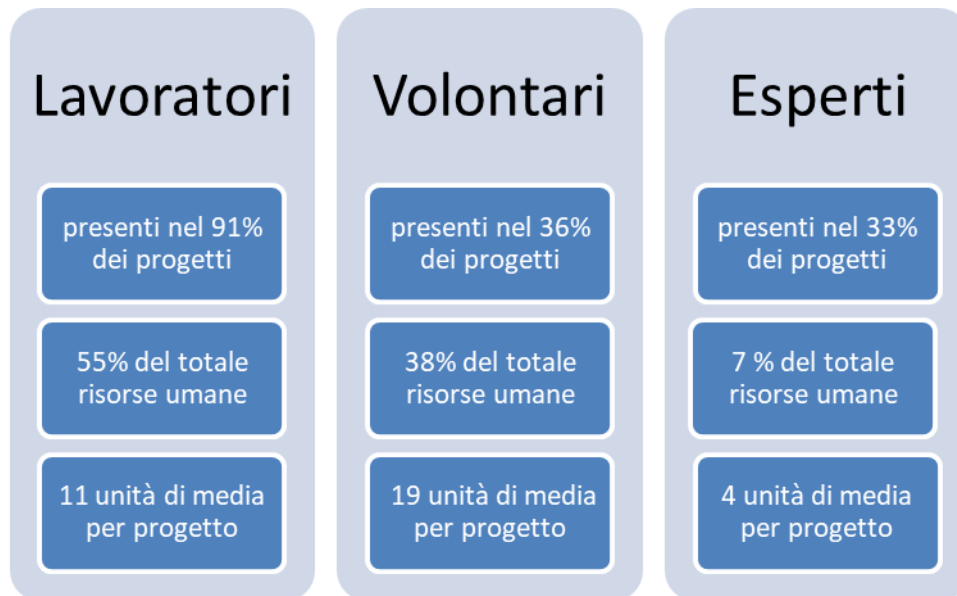 Lavoratori
presenti nel 91%
dei progetti
55% del totale
risorse umane
11 unità di media
per progetto
Volontari
presenti nel 36%
dei progetti
38% del totale
risorse umane
19 unità di media
per progetto
Esperti
presenti nel 33%
dei progetti
7 % del totale
risorse umane
4 unità di media
per progetto